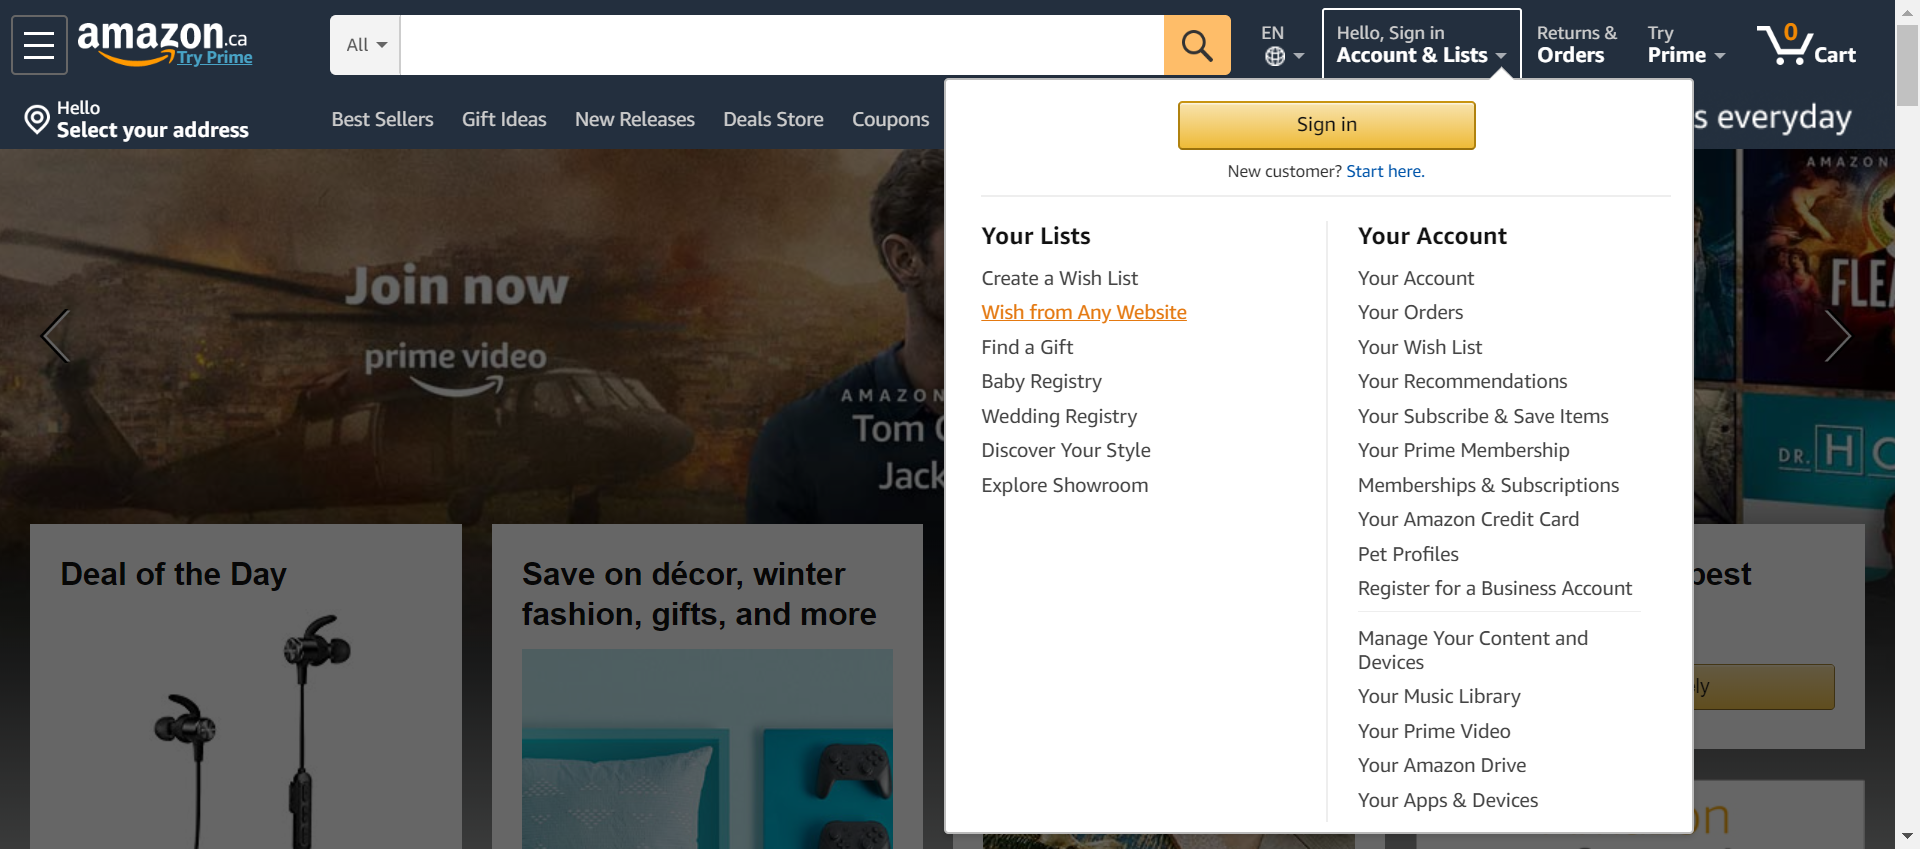 amazon.ca
Try Prime
All
EN
Hello, Sign in
Account & Lists
Returns &
Orders
Try
Prime
0
Cart
Hello
Select your address
Best Sellers
Gift Ideas
New Releases
Deals Store
Coupons
s everyday
Sign in
New customer? Start here.
Your Lists
Create a Wish List
Wish from Any Website
Find a Gift
Baby Registry
Wedding Registry
Discover Your Style
Explore Showroom
Your Account
Your Account
Your Orders
Your Wish List
Your Recommendations
Your Subscribe & Save Items
Your Prime Membership
Memberships & Subscriptions
Your Amazon Credit Card
Pet Profiles
Register for a Business Account
Manage Your Content and
Devices
Your Music Library
Your Prime Video
Your Amazon Drive
Your Apps & Devices
Join now
prime video
AMAZON
Tom
Jack
AMAZON
FLEA
DR. HO
Deal of the Day
Save on décor, winter
fashion, gifts, and more
best
ly
on